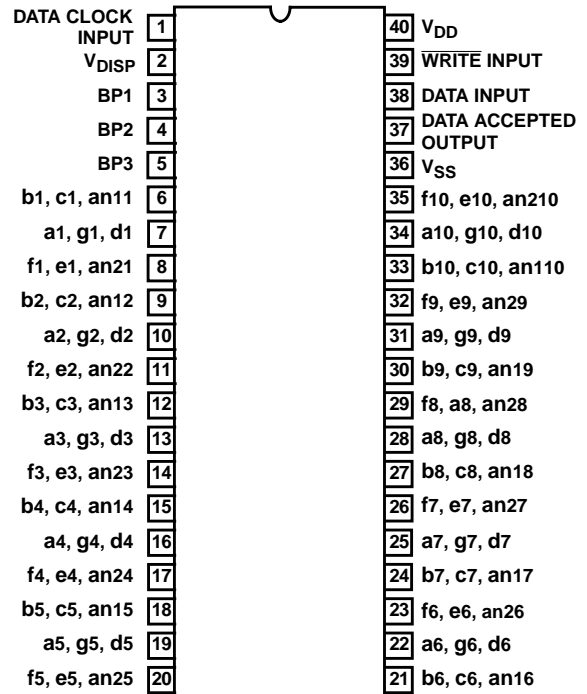 DATA CLOCK
INPUT 1
VDISP 2
BP1 3
BP2 4
BP3 5
b1, c1, an11 6
a1, g1, d1 7
f1, e1, an21 8
b2, c2, an12 9
a2, g2, d2 10
f2, e2, an22 11
b3, c3, an13 12
a3, g3, d3 13
f3, e3, an23 14
b4, c4, an14 15
a4, g4, d4 16
f4, e4, an24 17
b5, c5, an15 18
a5, g5, d5 19
f5, e5, an25 20
40 VDD
39 WRITE INPUT
38 DATA INPUT
37 DATA ACCEPTED
OUTPUT
36 VSS
35 f10, e10, an210
34 a10, g10, d10
33 b10, c10, an110
32 f9, e9, an29
31 a9, g9, d9
30 b9, c9, an19
29 f8, a8, an28
28 a8, g8, d8
27 b8, c8, an18
26 f7, e7, an27
25 a7, g7, d7
24 b7, c7, an17
23 f6, e6, an26
22 a6, g6, d6
21 b6, c6, an16